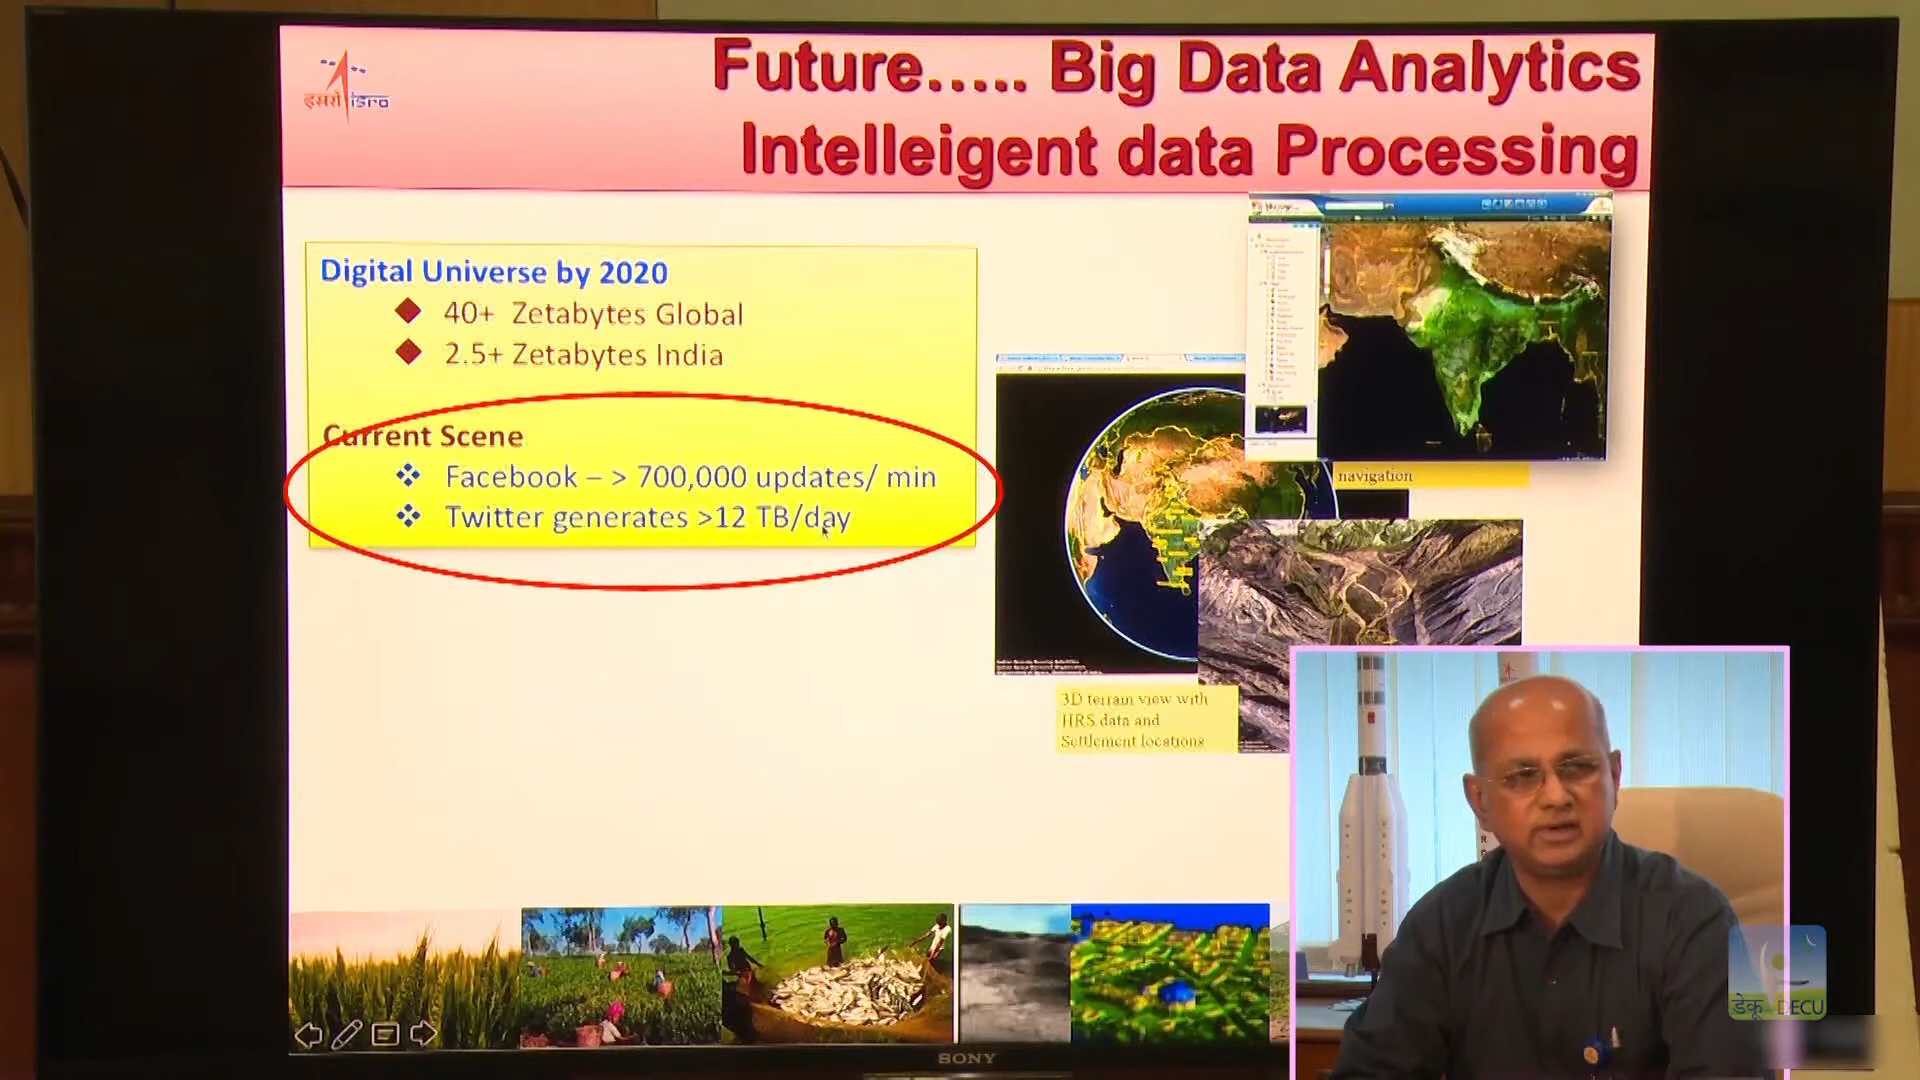 इसरो isro
Future….. Big Data Analytics
Intelleigent data Processing
Digital Universe by 2020
40+ Zetabytes Global
2.5+ Zetabytes India
Current Scene
Facebook – > 700,000 updates/ min
Twitter generates >12 TB/day
navigation
3D terrain view with
HRS data and
Settlement locations
SONY
डेकू DECU